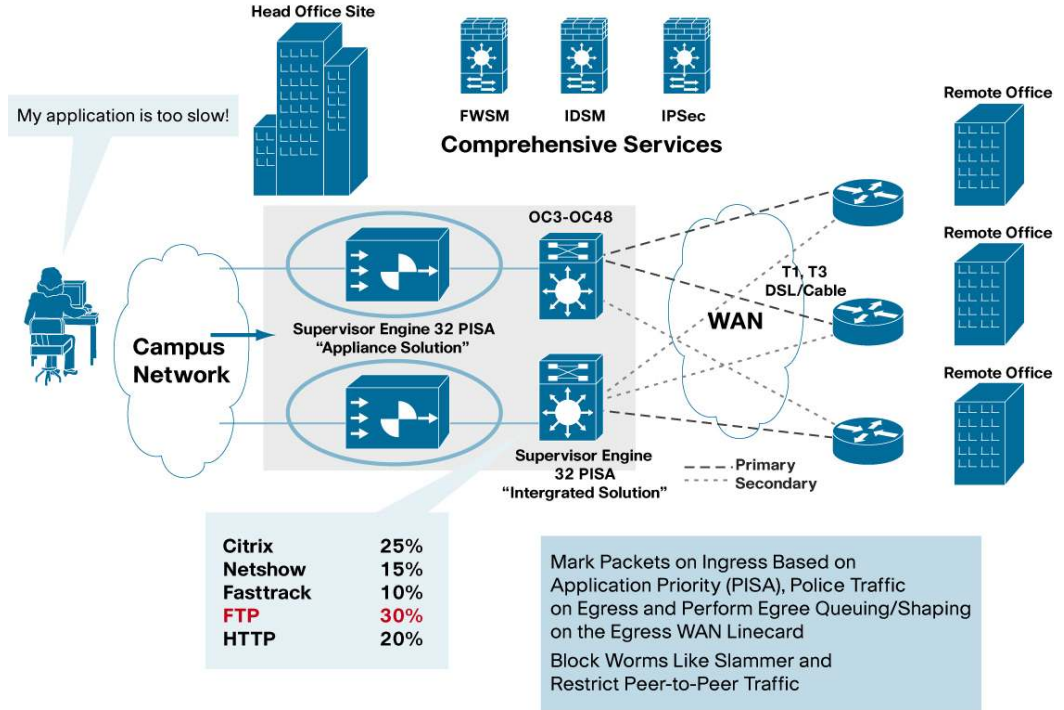 Head Office Site
My application is too slow!
FWSM
IDSM
IPSec
Comprehensive Services
Remote Office
OC3-OC48
T1, T3
DSL/Cable
WAN
Remote Office
Campus
Network
Supervisor Engine 32 PISA
“Appliance Solution”
Remote Office
Supervisor Engine
32 PISA
“Intergrated Solution”
Primary
Secondary
Citrix 25%
Netshow 15%
Fasttrack 10%
FTP 30%
HTTP 20%
Mark Packets on Ingress Based on
Application Priority (PISA), Police Traffic
on Egress and Perform Egree Queuing/Shaping
on the Egress WAN Linecard
Block Worms Like Slammer and
Restrict Peer-to-Peer Traffic